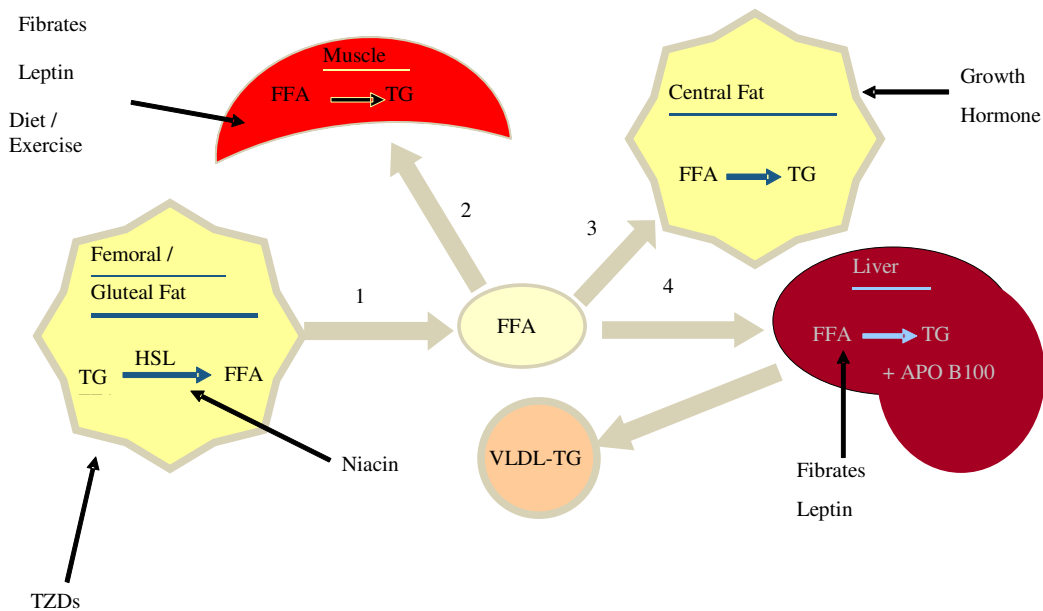 Fibrates
Leptin
Diet /
Exercise
Muscle
FFA TG
Central Fat
FFA TG
Growth
Hormone
2
3
Femoral /
Gluteal Fat
HSL
TG FFA
1
FFA
4
Liver
FFA TG
+ APO B100
Niacin
VLDL-TG
Fibrates
Leptin
TZDs